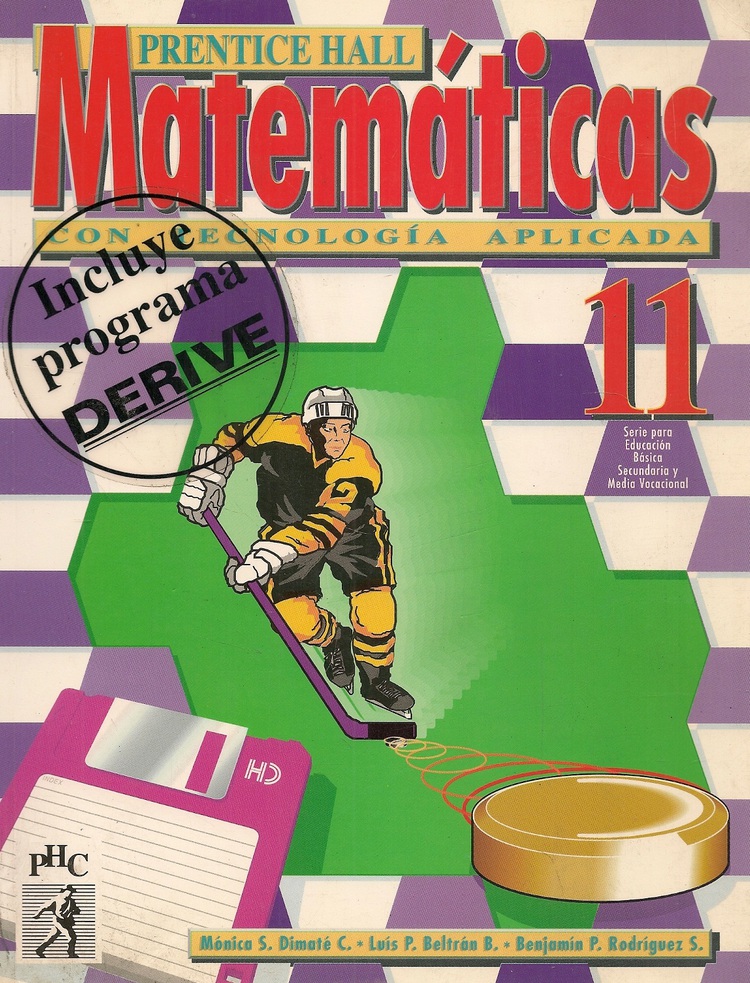 PRENTICE HALL
Matemáticas
CON TECNOLOGÍA APLICADA
Incluye
programa
DERIVE
11
Serie para
Educación
Básica
Secundaria y
Media Vocacional
HD
INDEX
PHC
2
Mónica S. Dimaté C. • Luis P. Beltrán B. • Benjamín P. Rodríguez S.